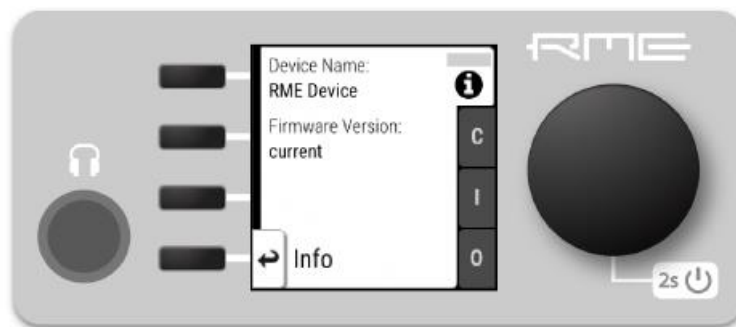 RME
Device Name:
RME Device
Firmware Version:
current
C
I
Info
O
2s